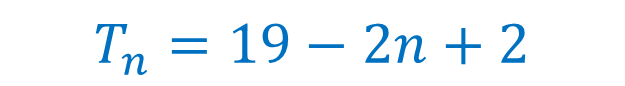 Tₙ = 19 − 2n + 2